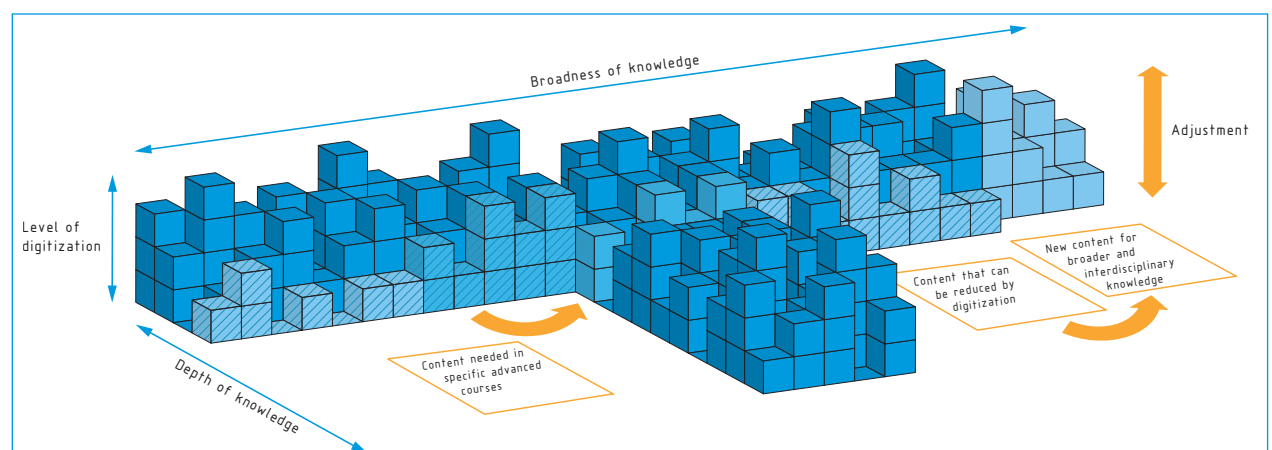 Broadness of knowledge
Adjustment
Level of
digitization
New content for
broader and
interdisciplinary
knowledge
Content that can
be reduced by
digitization
Content needed in
specific advanced
courses
Depth of knowledge